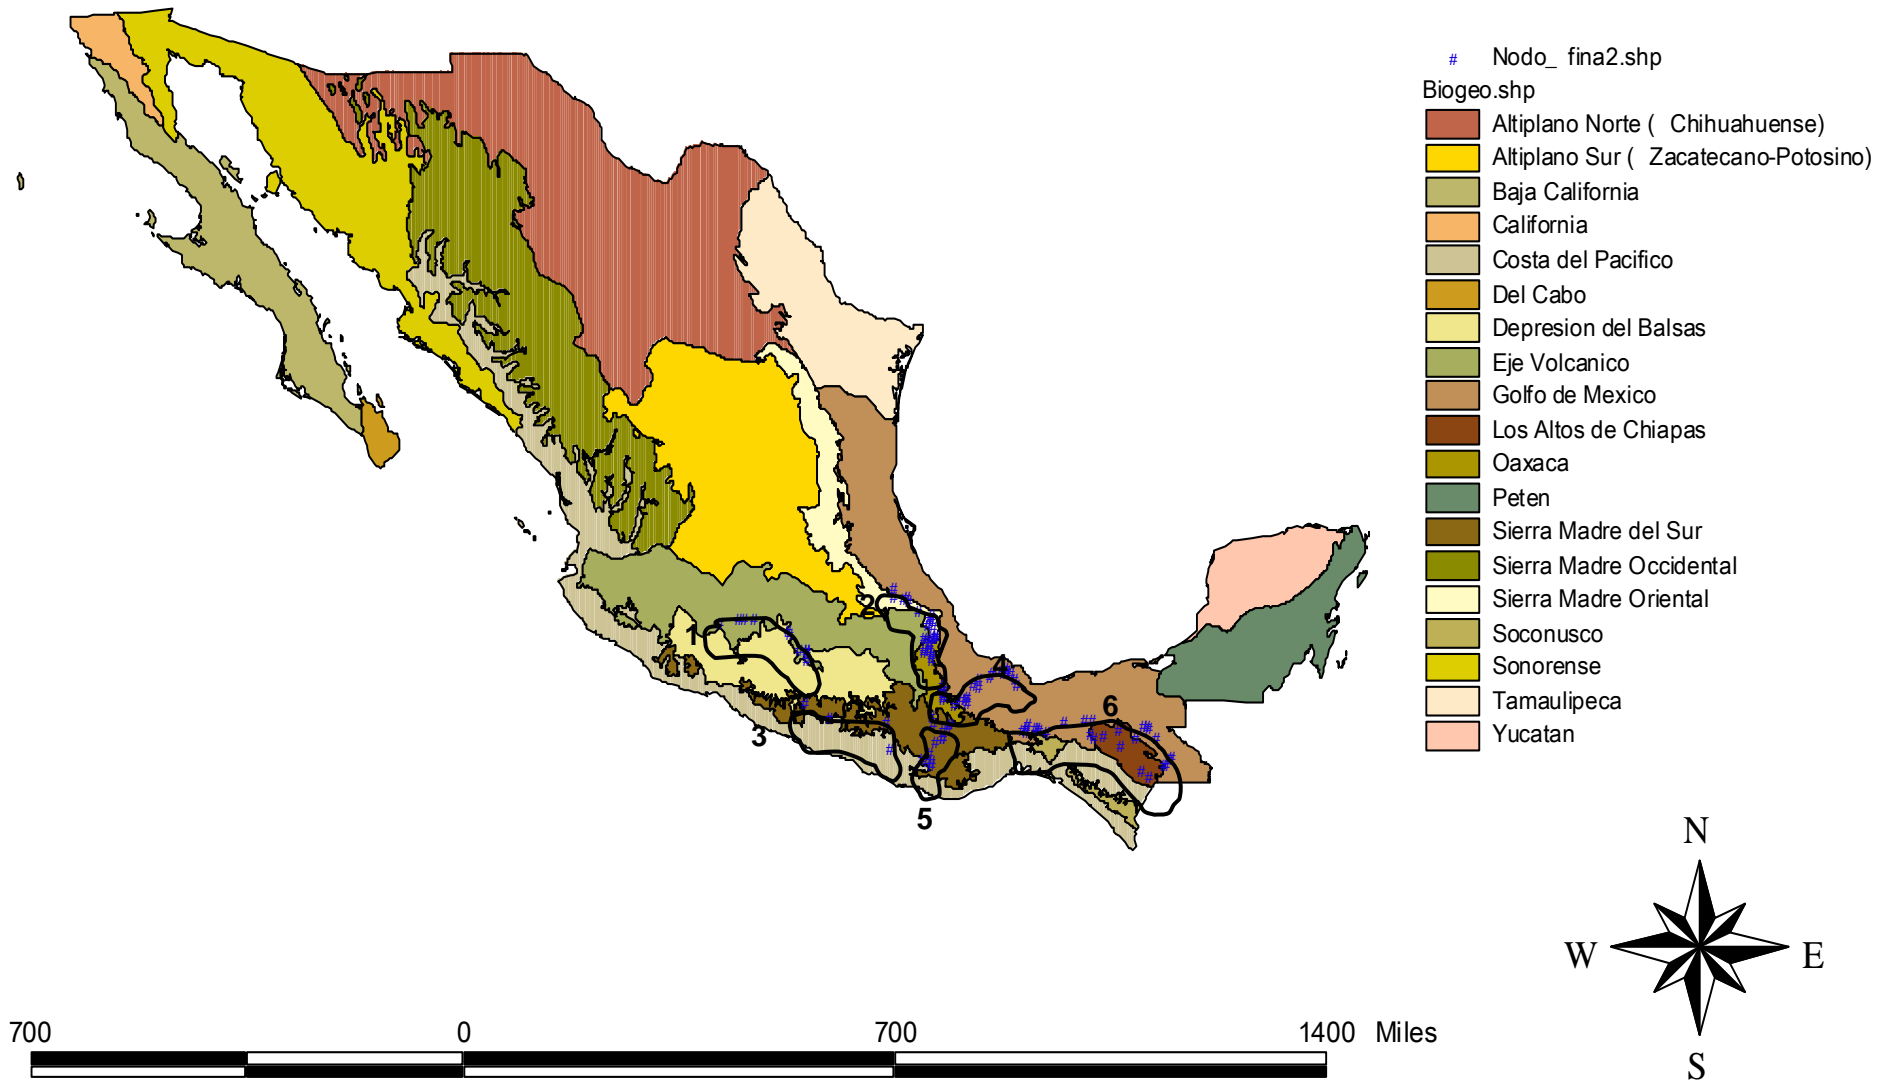 # Nodo_ fina2.shp
Biogeo.shp
Altiplano Norte ( Chihuahuense)
Altiplano Sur ( Zacatecano-Potosino)
Baja California
California
Costa del Pacifico
Del Cabo
Depresion del Balsas
Eje Volcanico
Golfo de Mexico
Los Altos de Chiapas
Oaxaca
Peten
Sierra Madre del Sur
Sierra Madre Occidental
Sierra Madre Oriental
Soconusco
Sonorense
Tamaulipeca
Yucatan
2
1
4
6
3
5
N
W E
S
700 0 700 1400 Miles